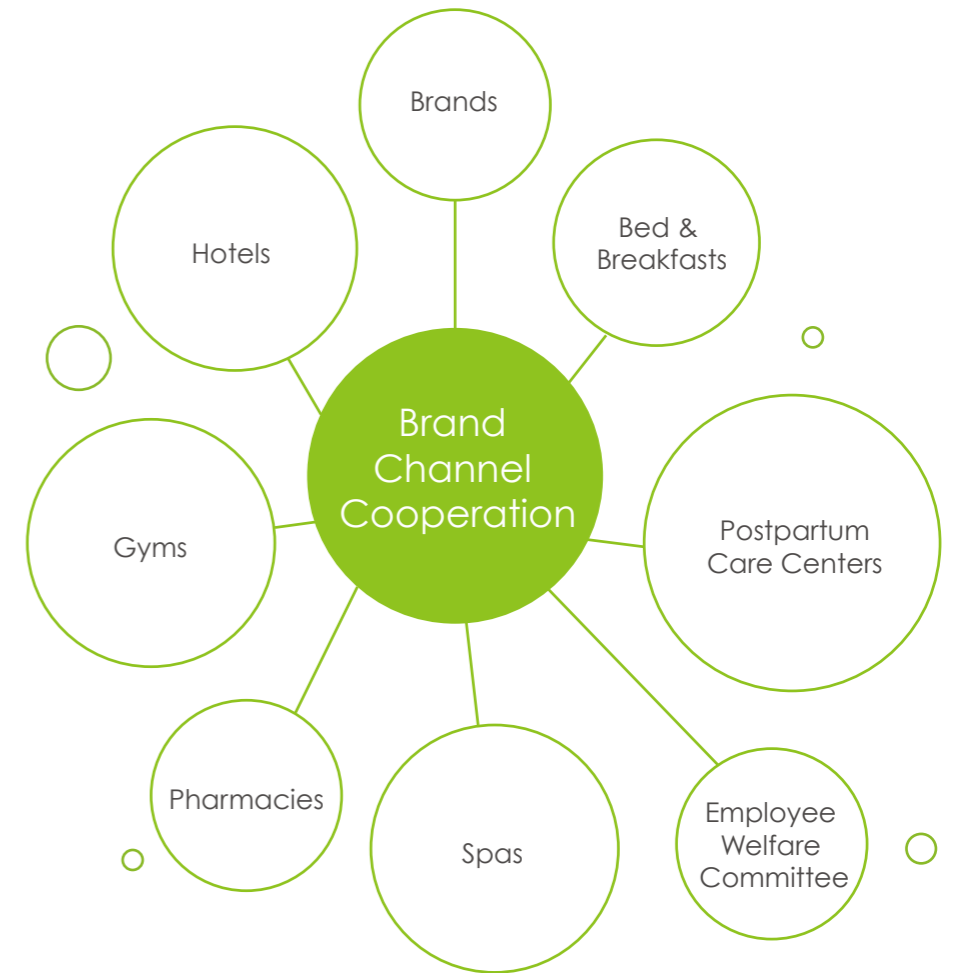 Brands
Bed &
Breakfasts
Hotels
Brand
Channel
Cooperation
Postpartum
Care Centers
Gyms
Pharmacies
Spas
Employee
Welfare
Committee